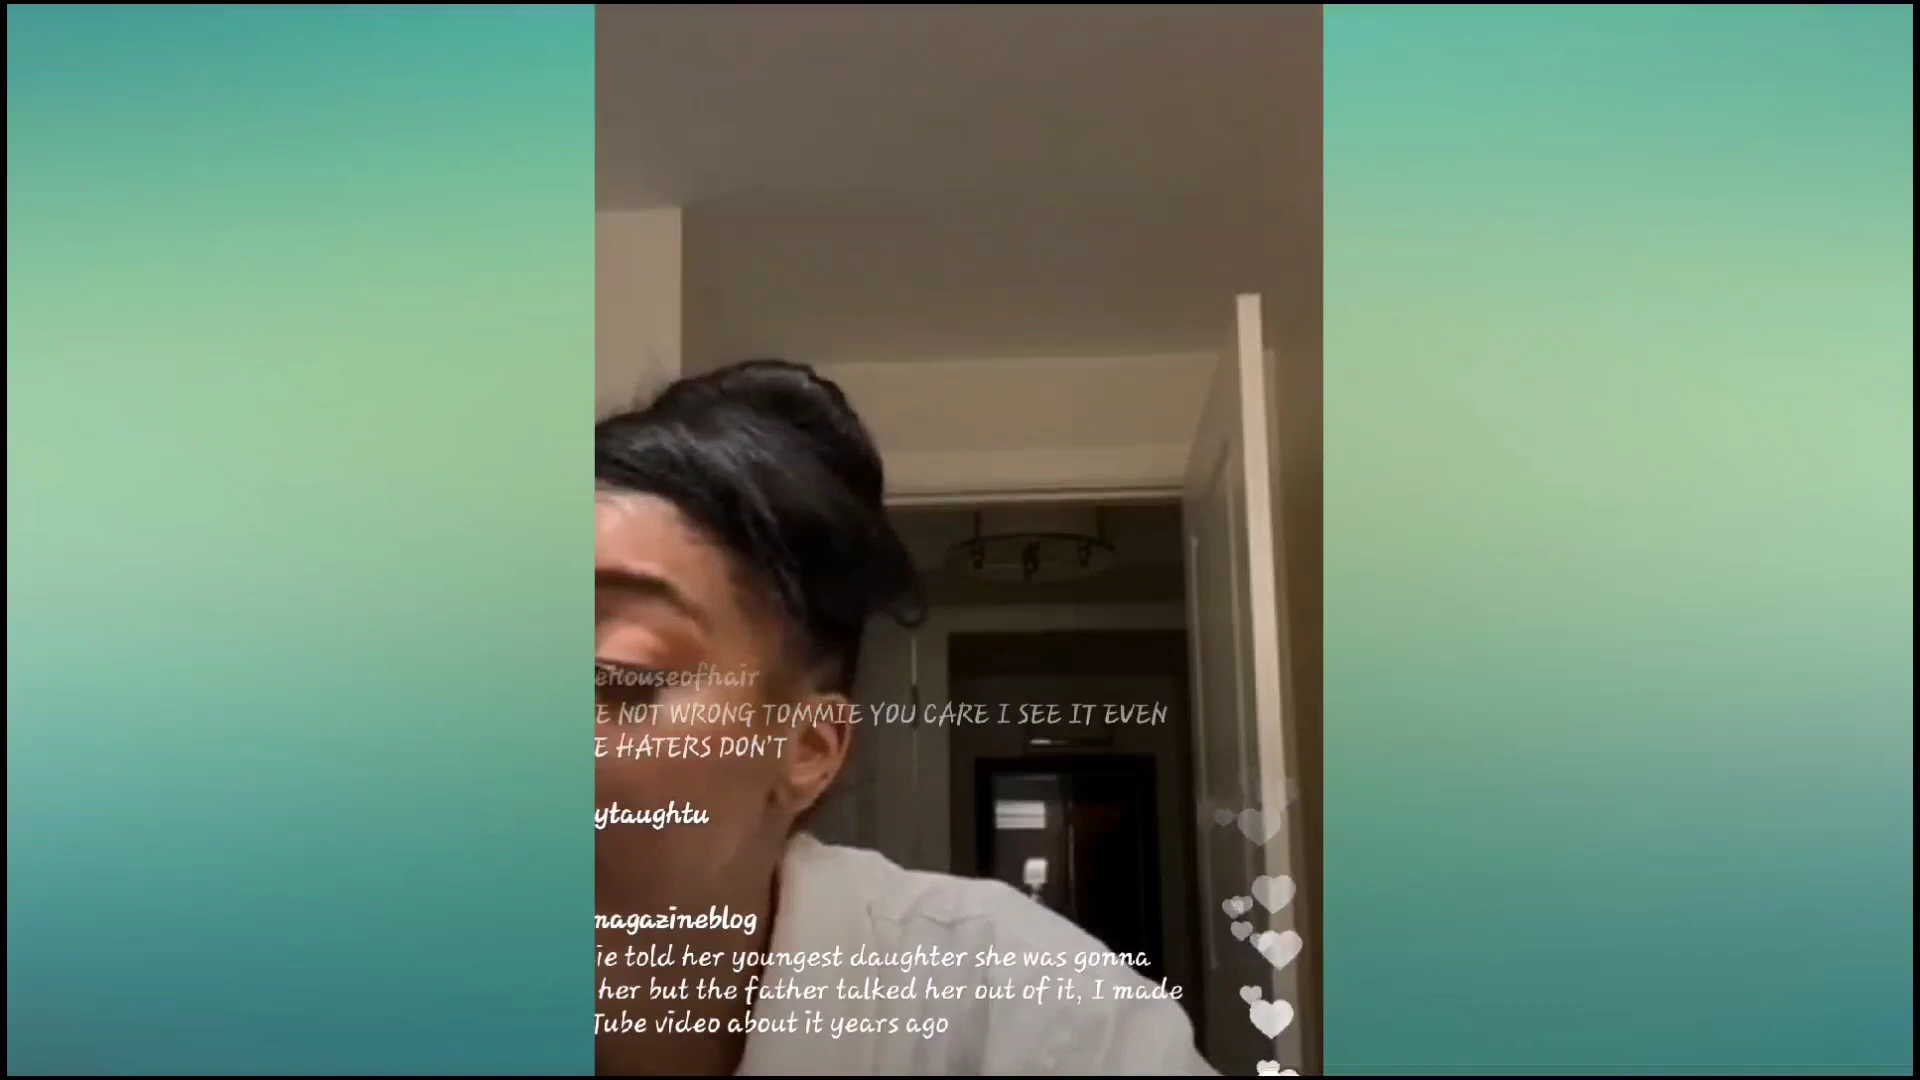 ehouseofhair
E NOT WRONG TOMMIE YOU CARE I SEE IT EVEN
E HATERS DON'T
ytaughtu
magazineblog
ie told her youngest daughter she was gonna
her but the father talked her out of it, I made
Tube video about it years ago